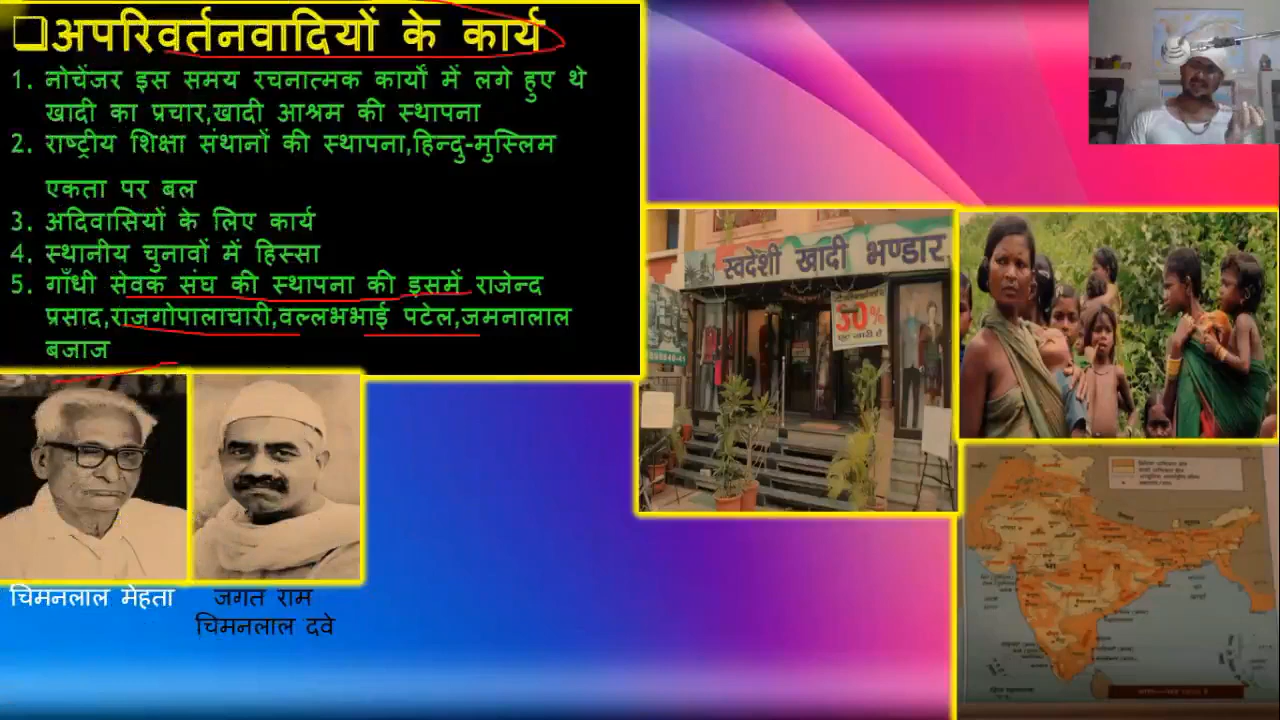 ❑अपरिवर्तनवादियों के कार्य
1. नोचेंजर इस समय रचनात्मक कार्यों में लगे हुए थे
खादी का प्रचार,खादी आश्रम की स्थापना
2. राष्ट्रीय शिक्षा संथानों की स्थापना,हिन्दु-मुस्लिम
एकता पर बल
3. अदिवासियों के लिए कार्य
4. स्थानीय चुनावों में हिस्सा
5. गाँधी सेवक संघ की स्थापना की इसमें राजेन्द
प्रसाद,राजगोपालाचारी,वल्लभभाई पटेल,जमनालाल
बजाज
स्वदेशी खादी भण्डार
30%
चिमनलाल मेहता
जगत राम
चिमनलाल दवे